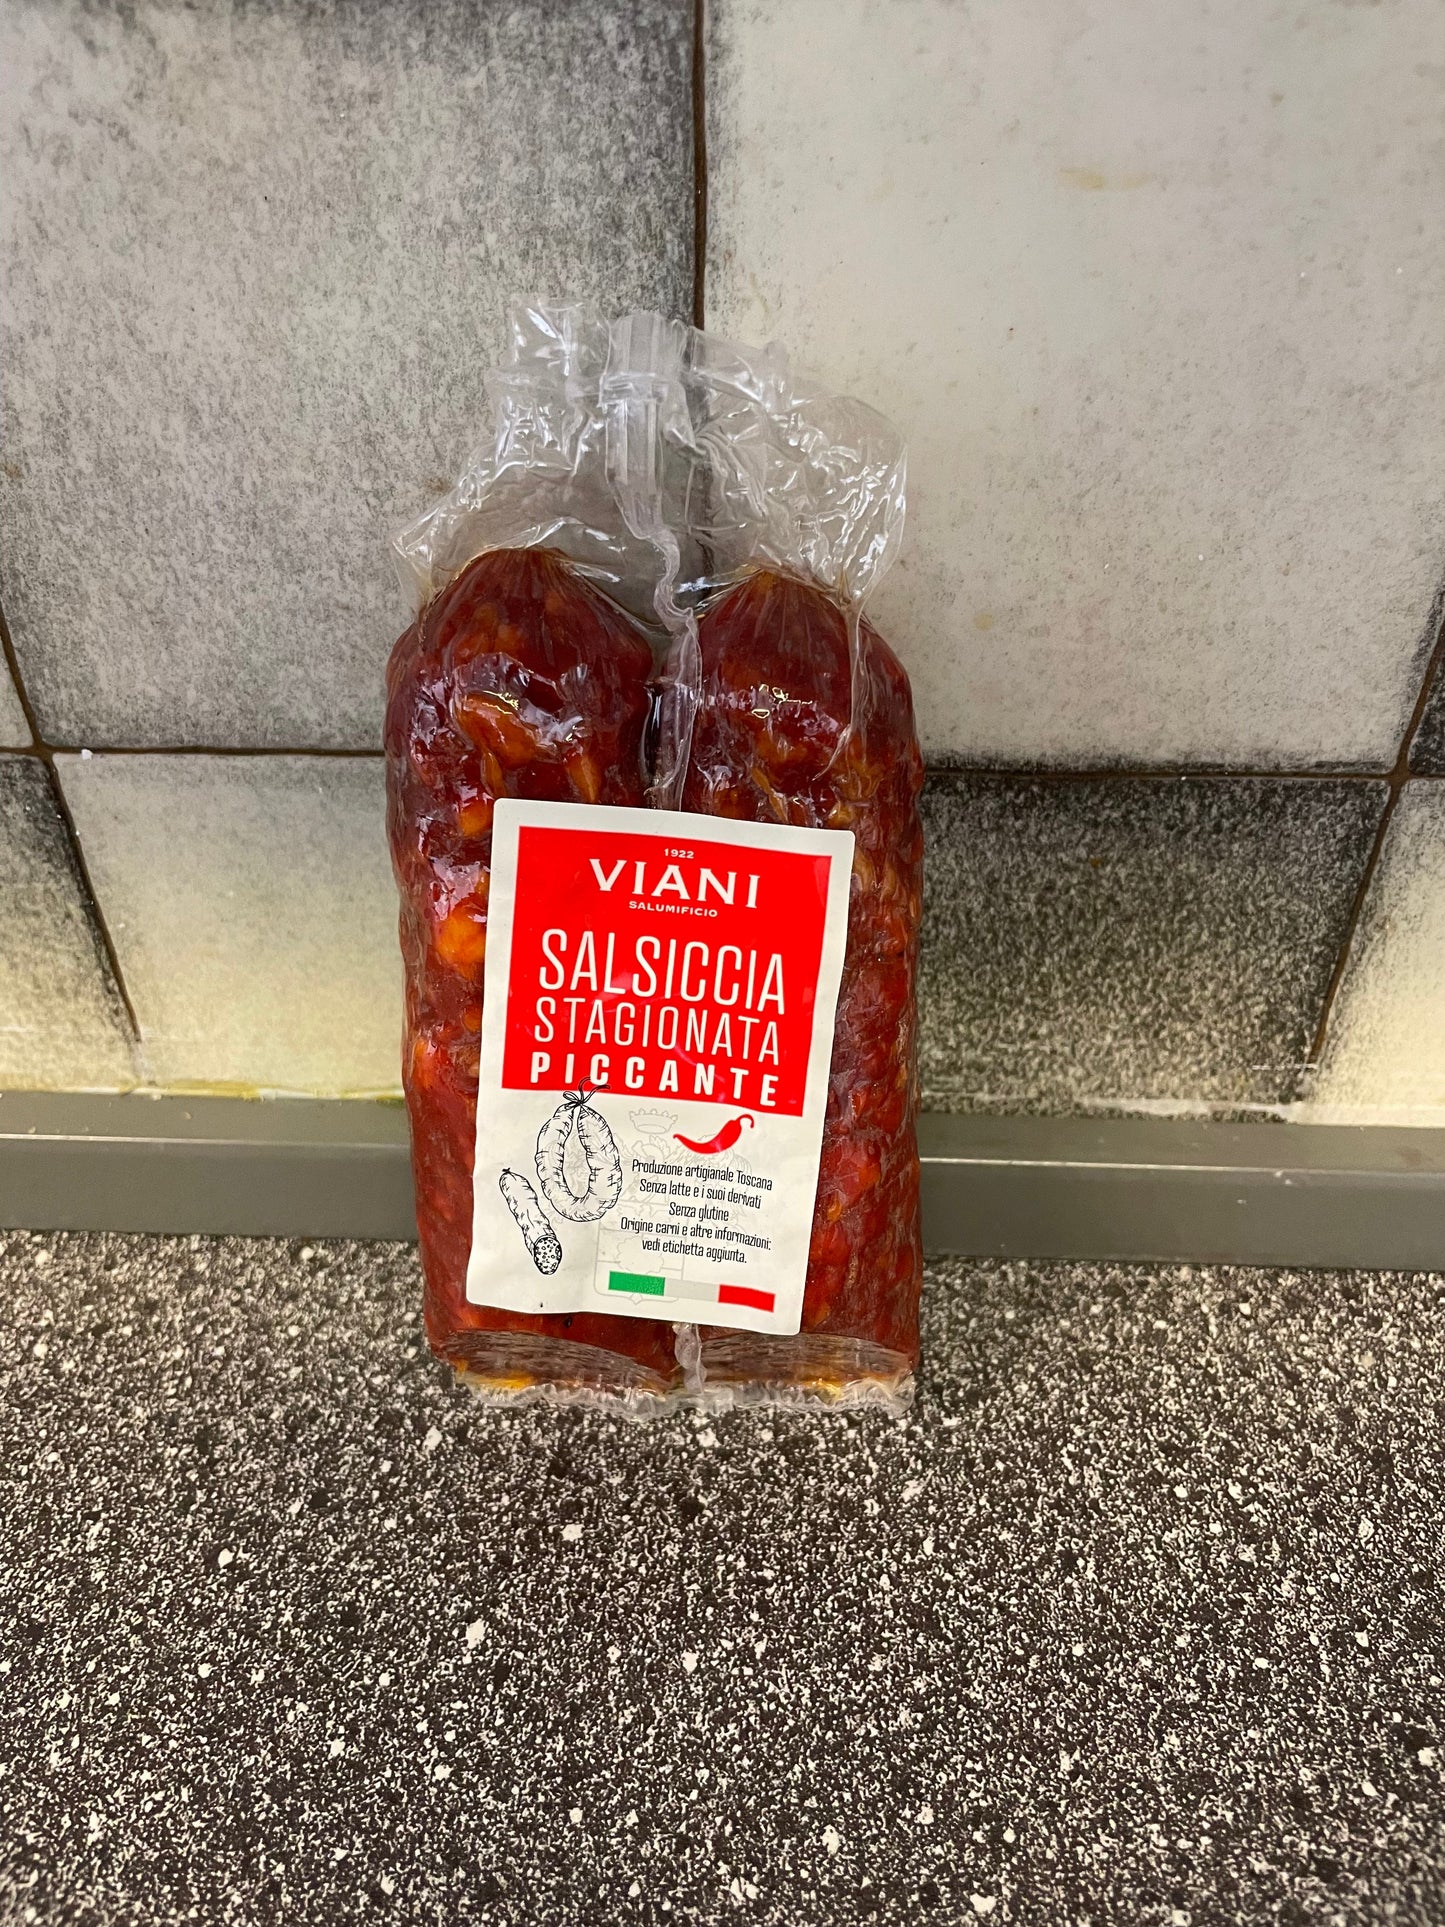 1922
VIANI
SALUMIFICIO
SALSICCIA
STAGIONATA
PICCANTE
Produzione artigianale Toscana
Senza latte e i suoi derivati
Senza glutine
Origine carni e altre informazioni:
vedi etichetta aggiunta.